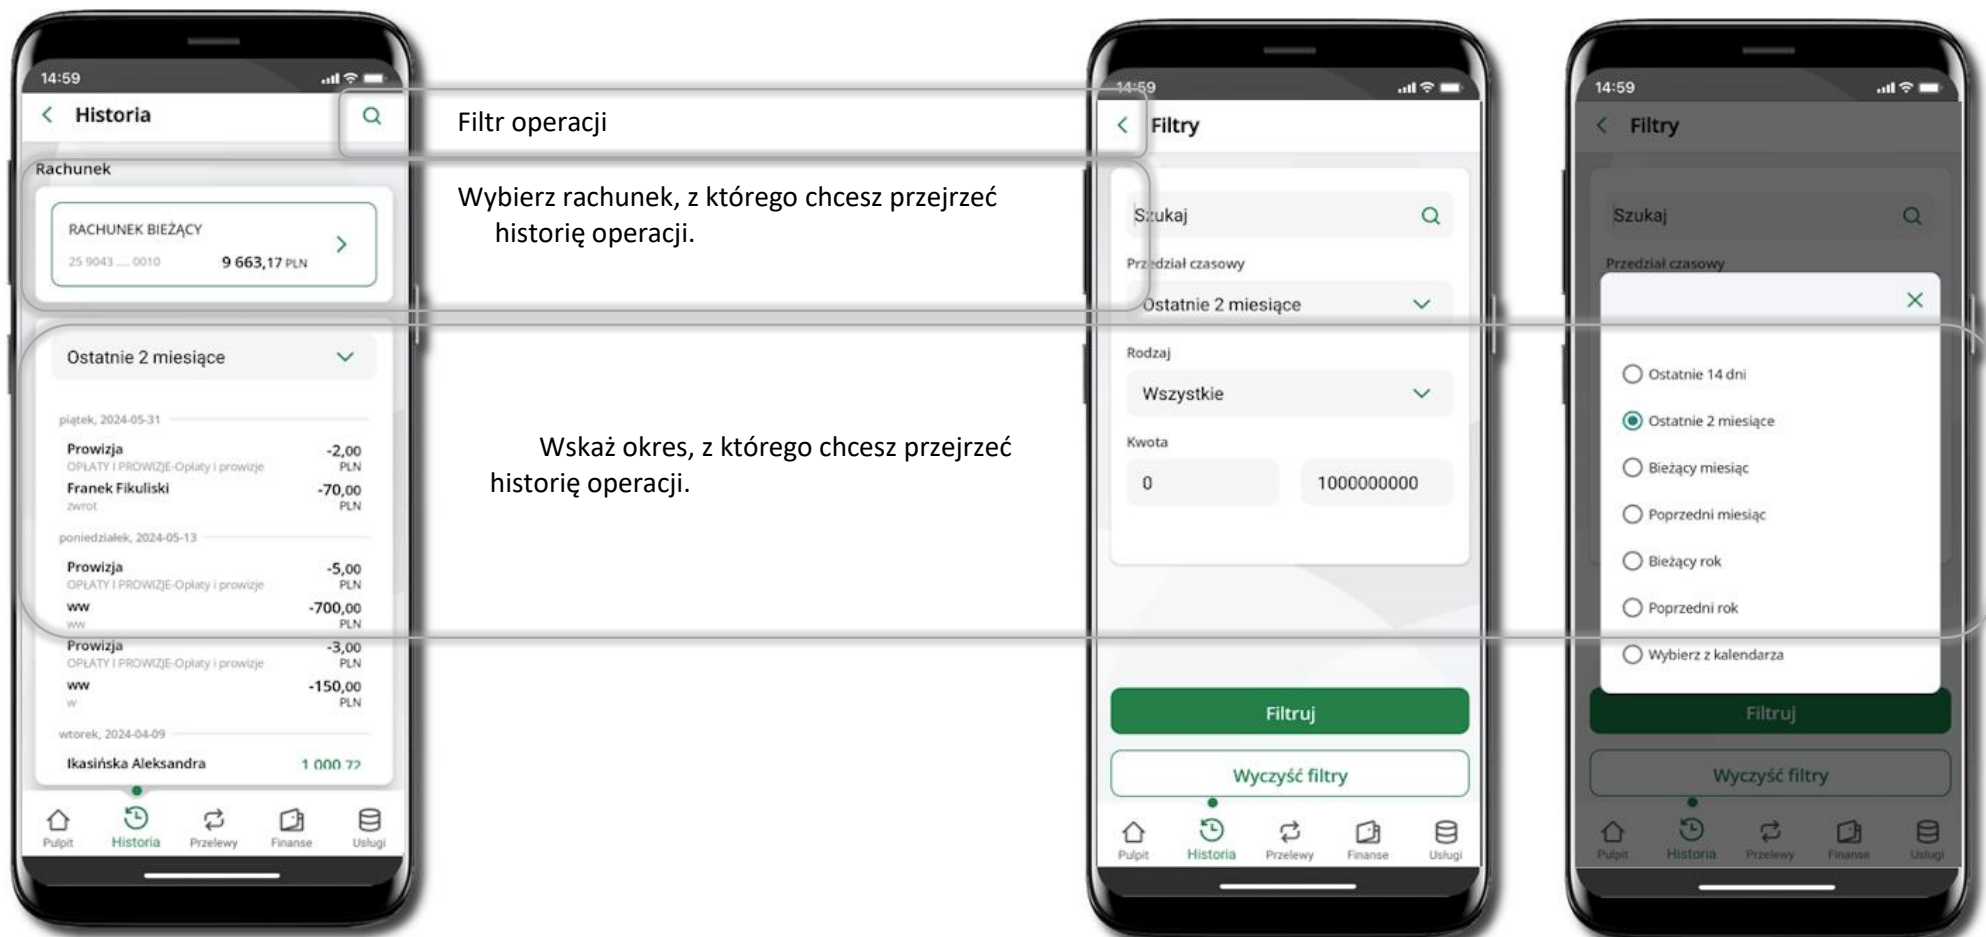 14:59
Historia
Rachunek
RACHUNEK BIEŻĄCY
25 9043 .... 0010 9 663,17 PLN
Ostatnie 2 miesiące
piątek, 2024-05-31
Prowizja -2,00
OPŁATY I PROWIZJE-Opłaty i prowizje PLN
Franek Fikuliski -70,00
zwrot PLN
poniedziałek, 2024-05-13
Prowizja -5,00
OPŁATY I PROWIZJE-Opłaty i prowizje PLN
ww -700,00
ww PLN
Prowizja -3,00
OPŁATY I PROWIZJE-Opłaty i prowizje PLN
ww -150,00
w PLN
wtorek, 2024-04-09
Ikasińska Aleksandra 1 000,72
Pulpit Historia Przelewy Finanse Usługi
Filtr operacji
Wybierz rachunek, z którego chcesz przejrzeć
historię operacji.
Wskaż okres, z którego chcesz przejrzeć
historię operacji.
14:59
Filtry
Szukaj
Przedział czasowy
Ostatnie 2 miesiące
Rodzaj
Wszystkie
Kwota
0 1000000000
Filtruj
Wyczyść filtry
Pulpit Historia Przelewy Finanse Usługi
14:59
Filtry
Szukaj
Przedział czasowy
Ostatnie 14 dni
Ostatnie 2 miesiące
Bieżący miesiąc
Poprzedni miesiąc
Bieżący rok
Poprzedni rok
Wybierz z kalendarza
Filtruj
Wyczyść filtry
Pulpit Historia Przelewy Finanse Usługi